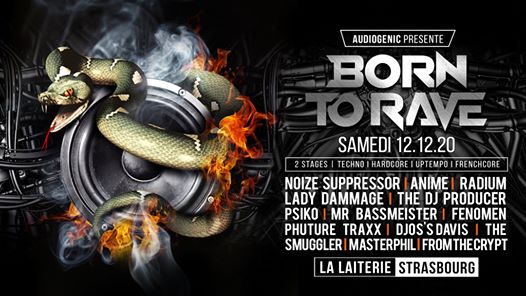 AUDIOGENIC PRESENTE
BORN
TO RAVE
SAMEDI 12.12.20
2 STAGES | TECHNO | HARDCORE | UPTEMPO | FRENCHCORE
NOIZE SUPPRESSOR | ANIME | RADIUM
LADY DAMMAGE | THE DJ PRODUCER
PSIKO | MR BASSMEISTER | FENOMEN
PHUTURE TRAXX | DJOS'S DAVIS | THE
SMUGGLER | MASTERPHIL | FROMTHECRYPT
LA LAITERIE STRASBOURG